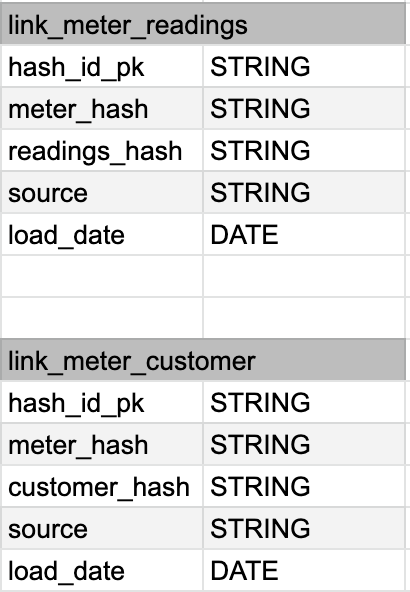 link_meter_readings
hash_id_pk STRING
meter_hash STRING
readings_hash STRING
source STRING
load_date DATE
link_meter_customer
hash_id_pk STRING
meter_hash STRING
customer_hash STRING
source STRING
load_date DATE